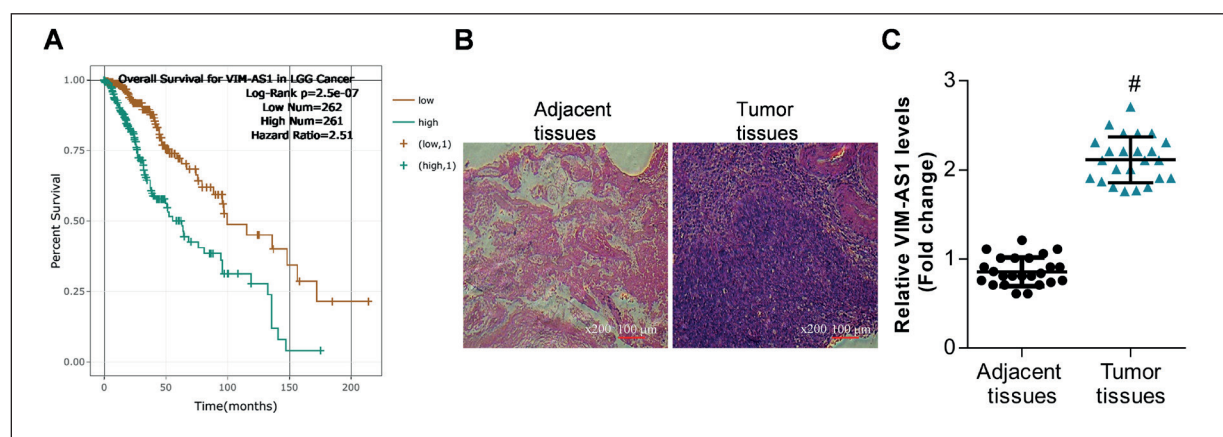 A
Overall Survival for VIM-AS1 in LGG Cancer
Log-Rank p=2.5e-07
Low Num=262
High Num=261
Hazard Ratio=2.51
1.00
0.75
0.50
0.25
0.00
Percent Survival
0
50
100
150
200
Time(months)
low
high
(low,1)
(high,1)
B
Adjacent
tissues
Tumor
tissues
x200 100 µm
x200 100 µm
C
Relative VIM-AS1 levels
(Fold change)
3
2
1
0
#
Adjacent
tissues
Tumor
tissues